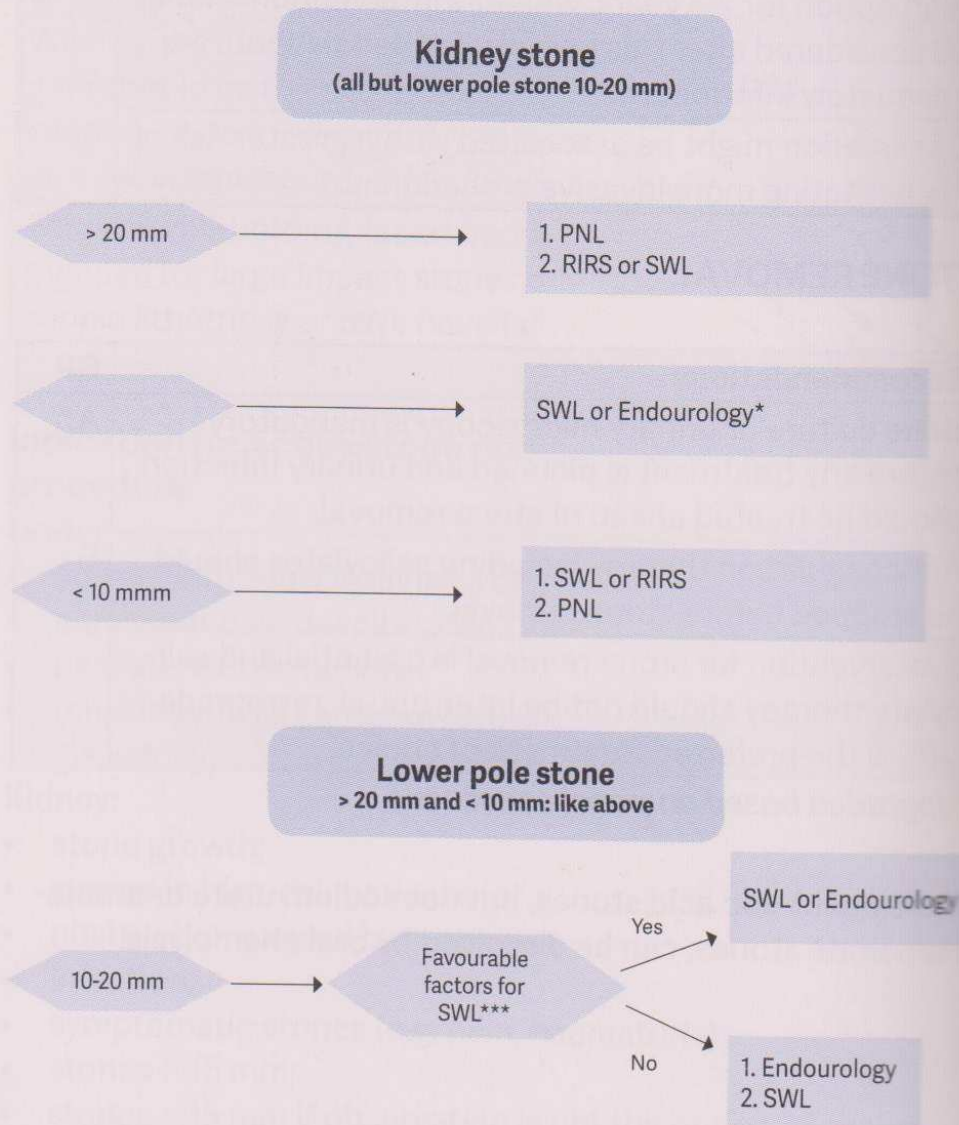 Kidney stone
(all but lower pole stone 10-20 mm)
> 20 mm
1. PNL
2. RIRS or SWL
SWL or Endourology*
< 10 mmm
1. SWL or RIRS
2. PNL
Lower pole stone
> 20 mm and < 10 mm: like above
10-20 mm
Favourable
factors for
SWL***
Yes
SWL or Endourology
No
1. Endourology
2. SWL